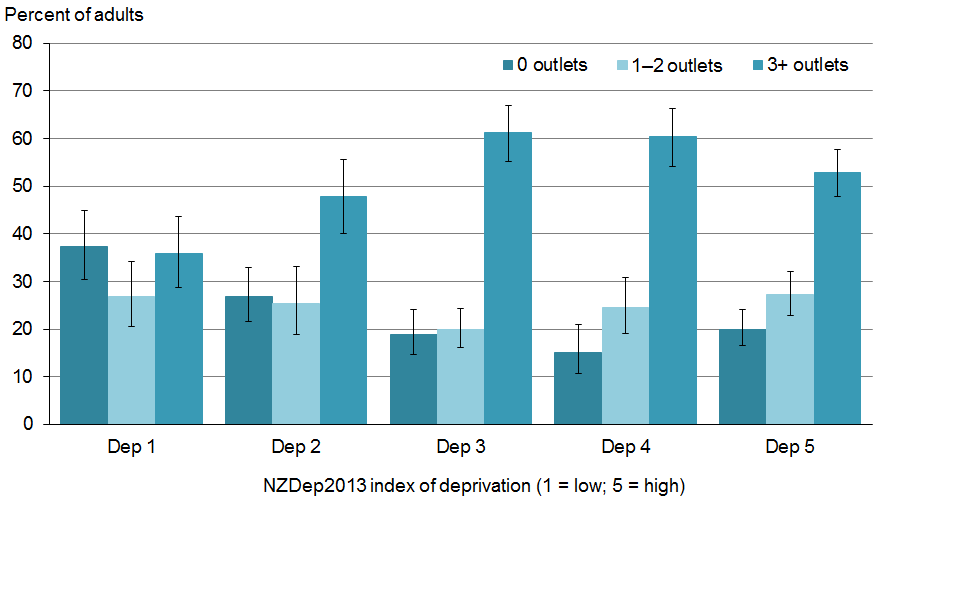 Percent of adults
80
0 outlets 1–2 outlets 3+ outlets
70
60
50
40
30
20
10
0
Dep 1 Dep 2 Dep 3 Dep 4 Dep 5
NZDep2013 index of deprivation (1 = low; 5 = high)